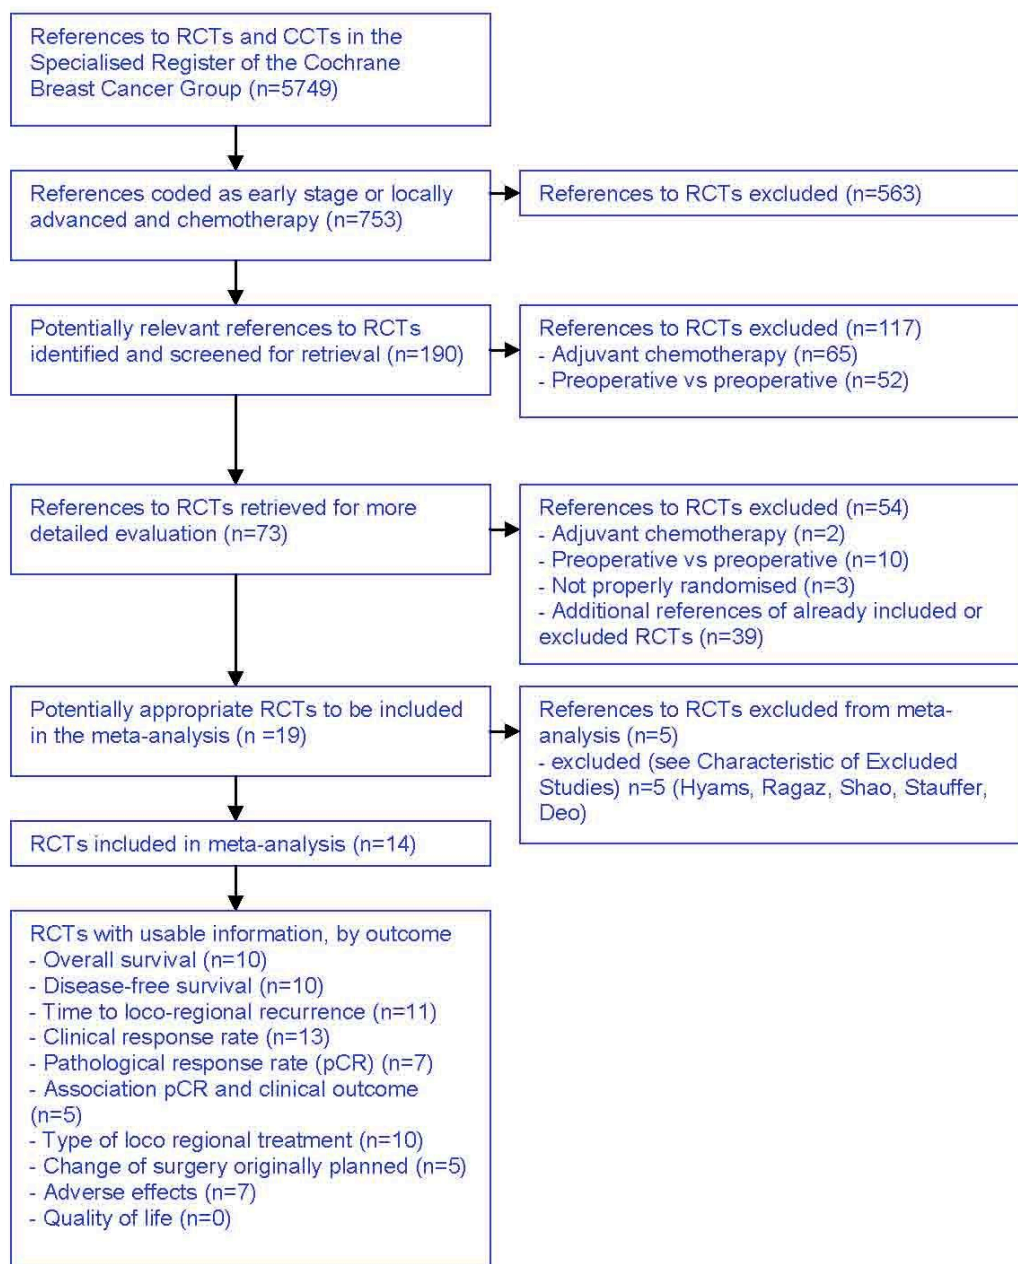 References to RCTs and CCTs in the
Specialised Register of the Cochrane
Breast Cancer Group (n=5749)
References coded as early stage or locally
advanced and chemotherapy (n=753)
References to RCTs excluded (n=563)
Potentially relevant references to RCTs
identified and screened for retrieval (n=190)
References to RCTs excluded (n=117)
- Adjuvant chemotherapy (n=65)
- Preoperative vs preoperative (n=52)
References to RCTs retrieved for more
detailed evaluation (n=73)
References to RCTs excluded (n=54)
- Adjuvant chemotherapy (n=2)
- Preoperative vs preoperative (n=10)
- Not properly randomised (n=3)
- Additional references of already included or
excluded RCTs (n=39)
Potentially appropriate RCTs to be included
in the meta-analysis (n =19)
References to RCTs excluded from meta-
analysis (n=5)
- excluded (see Characteristic of Excluded
Studies) n=5 (Hyams, Ragaz, Shao, Stauffer,
Deo)
RCTs included in meta-analysis (n=14)
RCTs with usable information, by outcome
- Overall survival (n=10)
- Disease-free survival (n=10)
- Time to loco-regional recurrence (n=11)
- Clinical response rate (n=13)
- Pathological response rate (pCR) (n=7)
- Association pCR and clinical outcome
(n=5)
- Type of loco regional treatment (n=10)
- Change of surgery originally planned (n=5)
- Adverse effects (n=7)
- Quality of life (n=0)